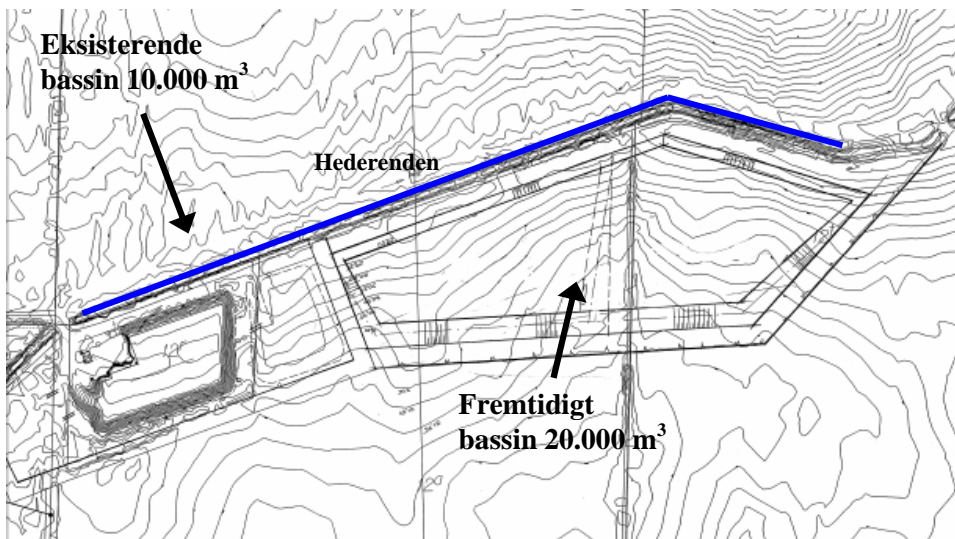 Eksisterende
bassin 10.000 m³
Hederenden
Fremtidigt
bassin 20.000 m³